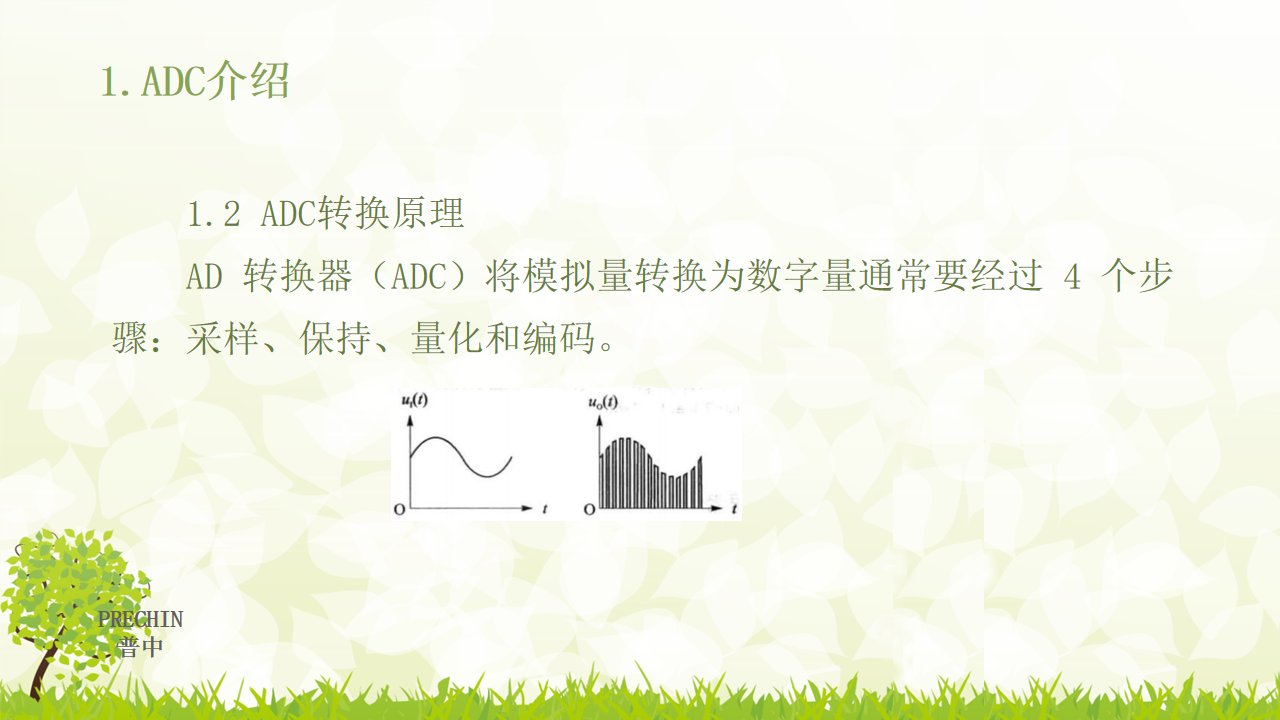 1.ADC介绍
1.2 ADC转换原理
AD 转换器（ADC）将模拟量转换为数字量通常要经过 4 个步
骤：采样、保持、量化和编码。
uI(t)
uO(t)
O
t
O
t
PRECHIN
普中